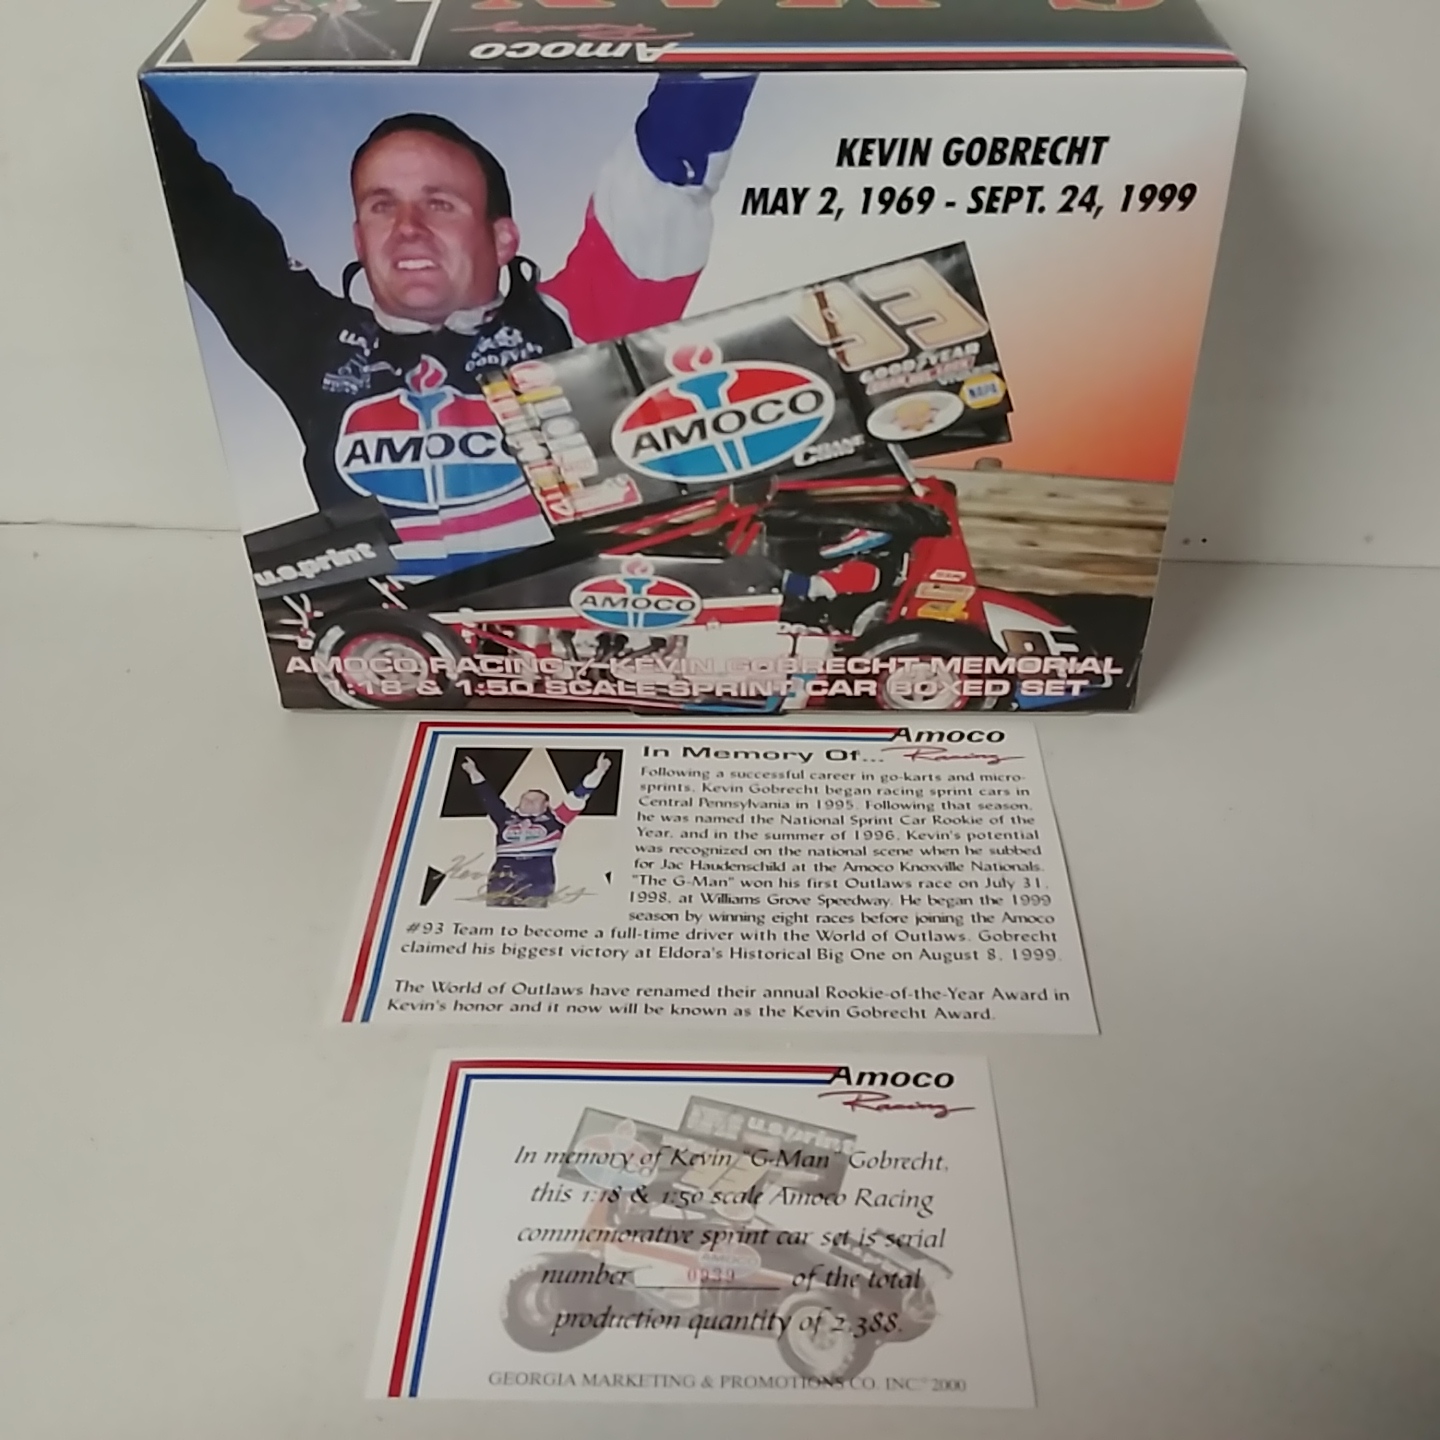 Amoco
Racing
KEVIN GOBRECHT
MAY 2, 1969 - SEPT. 24, 1999
93
GOODYEAR
NAPA
AMOCO
CRANE
AMOCO
u.s.print
AMOCO
AMOCO RACING / KEVIN GOBRECHT MEMORIAL
1:18 & 1:50 SCALE SPRINT CAR BOXED SET
Amoco
Racing
In Memory Of...
Following a successful career in go-karts and micro-
sprints, Kevin Gobrecht began racing sprint cars in
Central Pennsylvania in 1995. Following that season,
he was named the National Sprint Car Rookie of the
Year, and in the summer of 1996, Kevin's potential
was recognized on the national scene when he subbed
for Jac Haudenschild at the Amoco Knoxville Nationals.
"The G-Man" won his first Outlaws race on July 31,
1998, at Williams Grove Speedway. He began the 1999
season by winning eight races before joining the Amoco
#93 Team to become a full-time driver with the World of Outlaws. Gobrecht
claimed his biggest victory at Eldora's Historical Big One on August 8, 1999.
The World of Outlaws have renamed their annual Rookie-of-the-Year Award in
Kevin's honor and it now will be known as the Kevin Gobrecht Award.
Amoco
Racing
In memory of Kevin "G-Man" Gobrecht,
this 1:18 & 1:50 scale Amoco Racing
commemorative sprint car set is serial
number 0939 of the total
production quantity of 2,388.
GEORGIA MARKETING & PROMOTIONS CO. INC.™ 2000